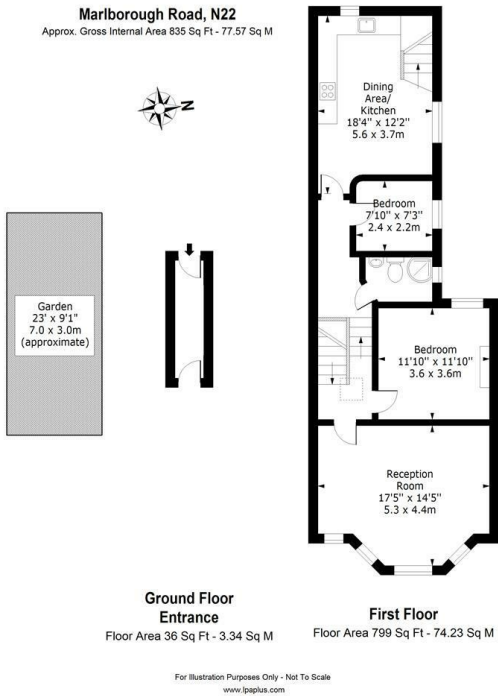 Marlborough Road, N22
Approx. Gross Internal Area 835 Sq Ft - 77.57 Sq M
N
Dining
Area/
Kitchen
18'4" x 12'2"
5.6 x 3.7m
Bedroom
7'10" x 7'3"
2.4 x 2.2m
Garden
23' x 9'1"
7.0 x 3.0m
(approximate)
Bedroom
11'10" x 11'10"
3.6 x 3.6m
Reception
Room
17'5" x 14'5"
5.3 x 4.4m
Ground Floor
Entrance
Floor Area 36 Sq Ft - 3.34 Sq M
First Floor
Floor Area 799 Sq Ft - 74.23 Sq M
For Illustration Purposes Only - Not To Scale
www.lpaplus.com